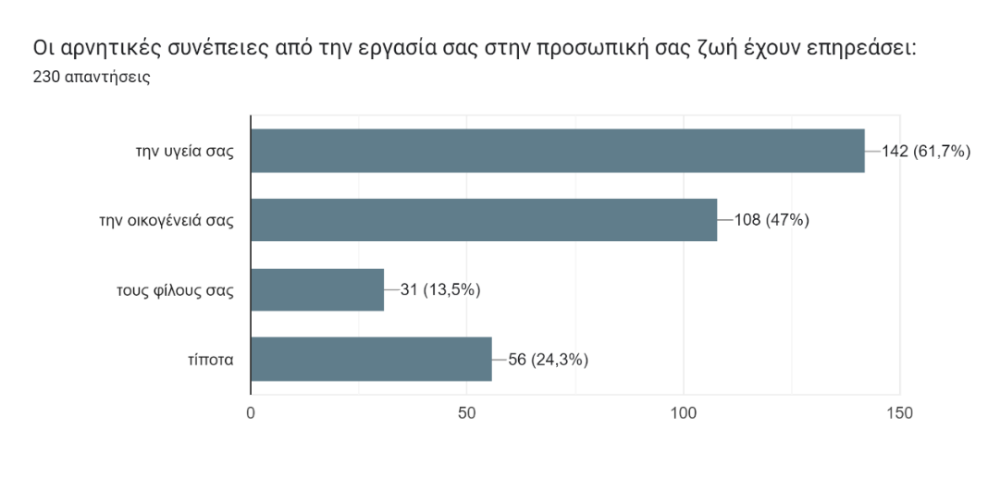 Οι αρνητικές συνέπειες από την εργασία σας στην προσωπική σας ζωή έχουν επηρεάσει:
230 απαντήσεις
την υγεία σας 142 (61,7%)
την οικογένειά σας 108 (47%)
τους φίλους σας 31 (13,5%)
τίποτα 56 (24,3%)
0 50 100 150